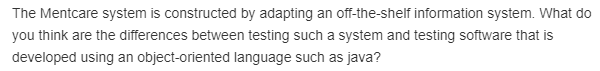 The Mentcare system is constructed by adapting an off-the-shelf information system. What do
you think are the differences between testing such a system and testing software that is
developed using an object-oriented language such as java?